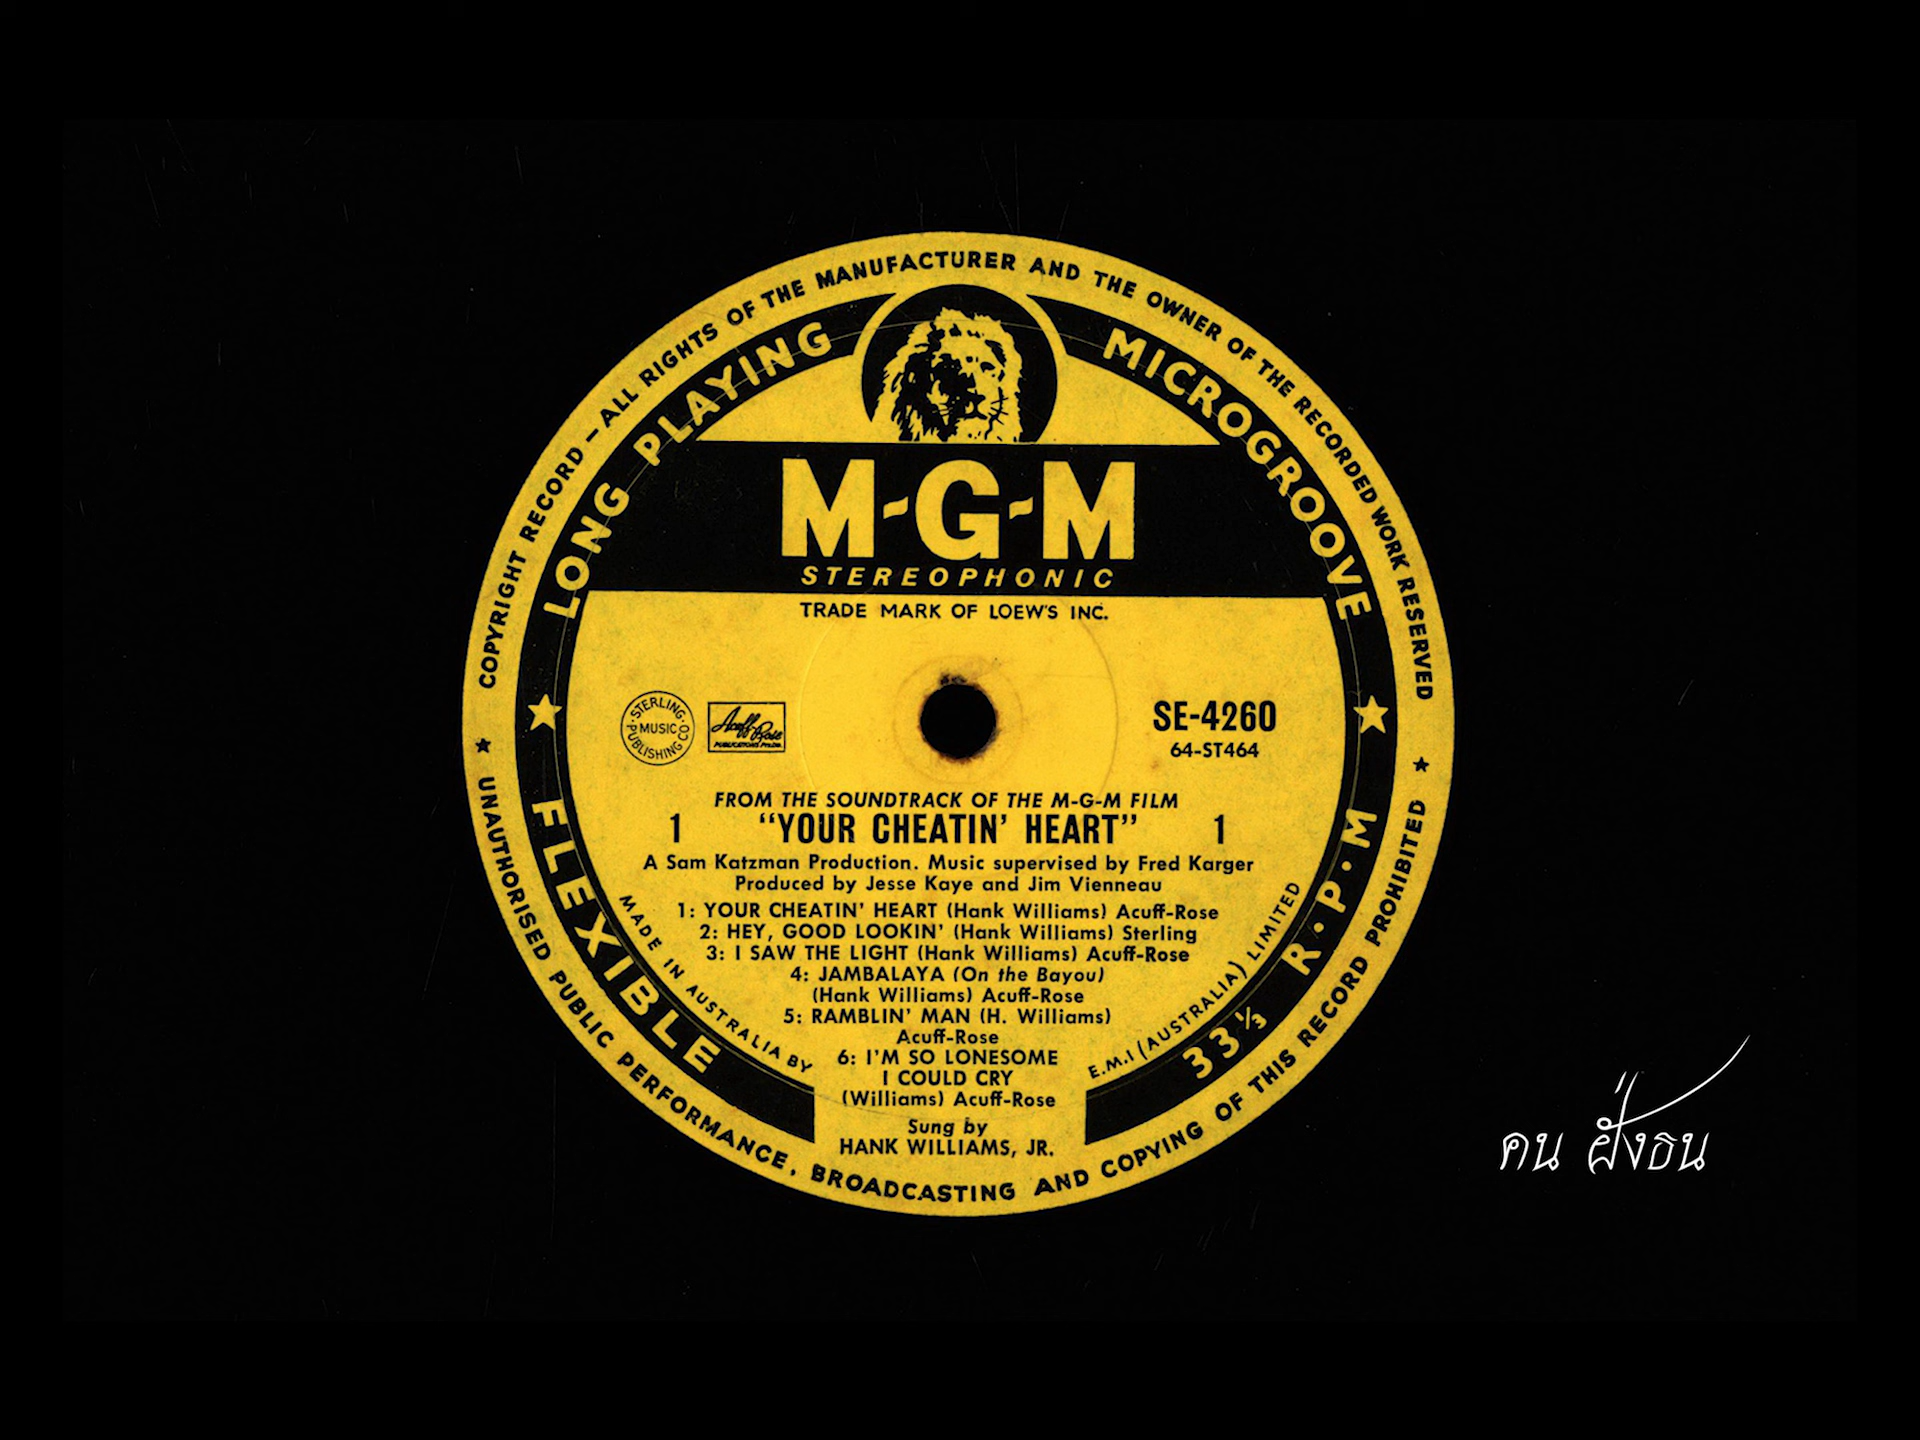 COPYRIGHT RECORD – ALL RIGHTS OF THE MANUFACTURER AND THE OWNER OF THE RECORDED WORK RESERVED
LONG PLAYING
MICROGROOVE
M-G-M
STEREOPHONIC
TRADE MARK OF LOEW'S INC.
STERLING MUSIC PUBLISHING CO
Acuff Rose
PUBLICATIONS PTY.LTD.
SE-4260
64-ST464
FROM THE SOUNDTRACK OF THE M-G-M FILM
1 "YOUR CHEATIN' HEART" 1
A Sam Katzman Production. Music supervised by Fred Karger
Produced by Jesse Kaye and Jim Vienneau
1: YOUR CHEATIN' HEART (Hank Williams) Acuff-Rose
2: HEY, GOOD LOOKIN' (Hank Williams) Sterling
3: I SAW THE LIGHT (Hank Williams) Acuff-Rose
4: JAMBALAYA (On the Bayou)
(Hank Williams) Acuff-Rose
5: RAMBLIN' MAN (H. Williams)
Acuff-Rose
6: I'M SO LONESOME
I COULD CRY
(Williams) Acuff-Rose
Sung by
HANK WILLIAMS, JR.
MADE IN AUSTRALIA BY
E.M.I (AUSTRALIA) LIMITED
FLEXIBLE
33⅓ R·P·M
UNAUTHORISED PUBLIC PERFORMANCE, BROADCASTING AND COPYING OF THIS RECORD PROHIBITED
คน ฝั่งธน